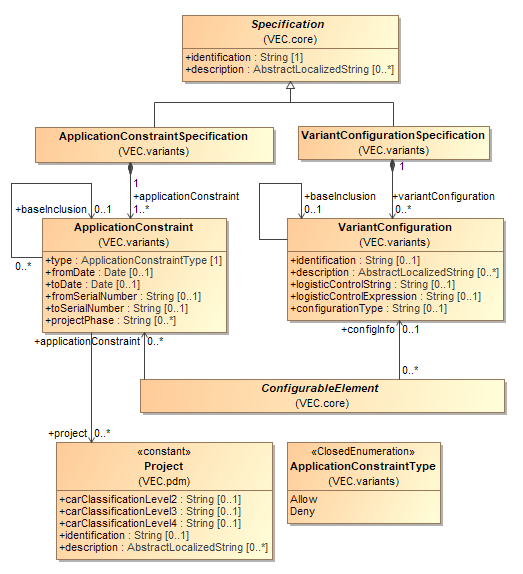 Specification
(VEC.core)
+identification : String [1]
+description : AbstractLocalizedString [0..*]
ApplicationConstraintSpecification
(VEC.variants)
VariantConfigurationSpecification
(VEC.variants)
1
+applicationConstraint
1..*
1
+variantConfiguration
0..*
+baseInclusion
0..1
0..*
+baseInclusion
0..1
ApplicationConstraint
(VEC.variants)
+type : ApplicationConstraintType [1]
+fromDate : Date [0..1]
+toDate : Date [0..1]
+fromSerialNumber : String [0..1]
+toSerialNumber : String [0..1]
+projectPhase : String [0..*]
VariantConfiguration
(VEC.variants)
+identification : String [0..1]
+description : AbstractLocalizedString [0..*]
+logisticControlString : String [0..1]
+logisticControlExpression : String [0..1]
+configurationType : String [0..1]
+applicationConstraint
0..*
+configInfo
0..1
0..*
ConfigurableElement
(VEC.core)
+project
0..*
«constant»
Project
(VEC.pdm)
+carClassificationLevel2 : String [0..1]
+carClassificationLevel3 : String [0..1]
+carClassificationLevel4 : String [0..1]
+identification : String [0..1]
+description : AbstractLocalizedString [0..*]
«ClosedEnumeration»
ApplicationConstraintType
(VEC.variants)
Allow
Deny